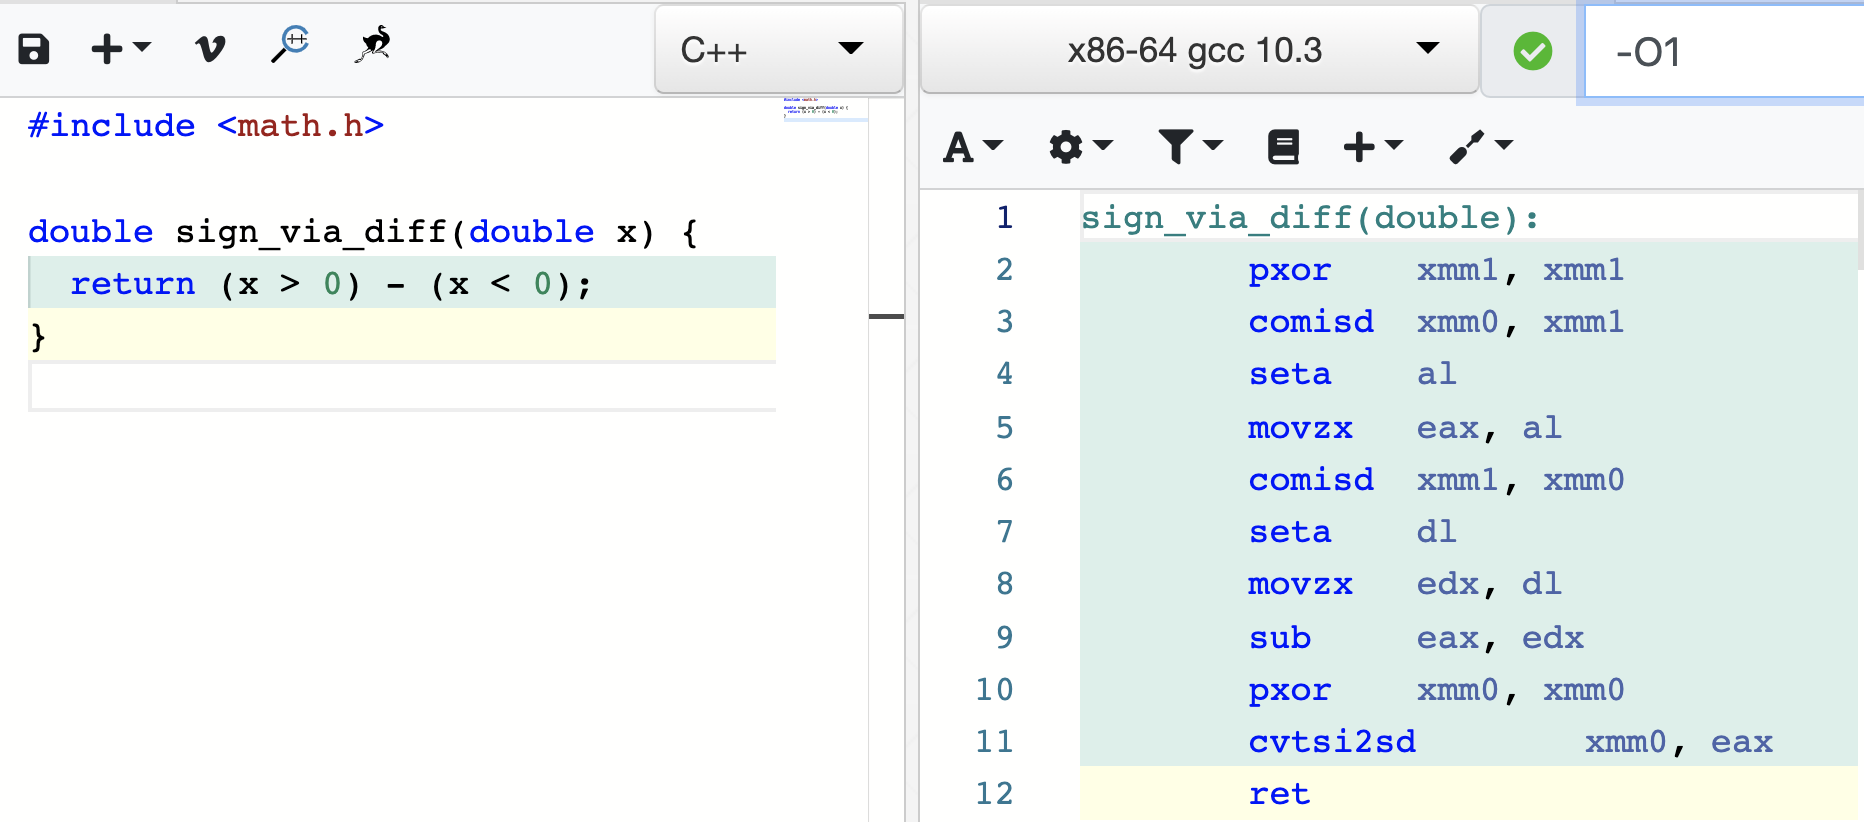 C++
#include <math.h>
double sign_via_diff(double x) {
  return (x > 0) - (x < 0);
}
x86-64 gcc 10.3
-O1
A
1 sign_via_diff(double):
2 pxor xmm1, xmm1
3 comisd xmm0, xmm1
4 seta al
5 movzx eax, al
6 comisd xmm1, xmm0
7 seta dl
8 movzx edx, dl
9 sub eax, edx
10 pxor xmm0, xmm0
11 cvtsi2sd xmm0, eax
12 ret